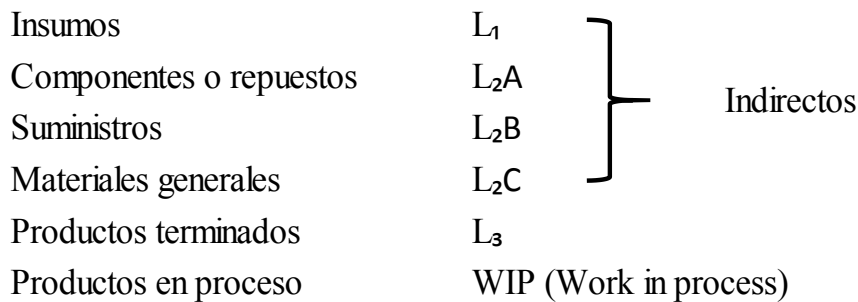 Insumos L₁
Componentes o repuestos L₂A
Indirectos
Suministros L₂B
Materiales generales L₂C
Productos terminados L₃
Productos en proceso WIP (Work in process)